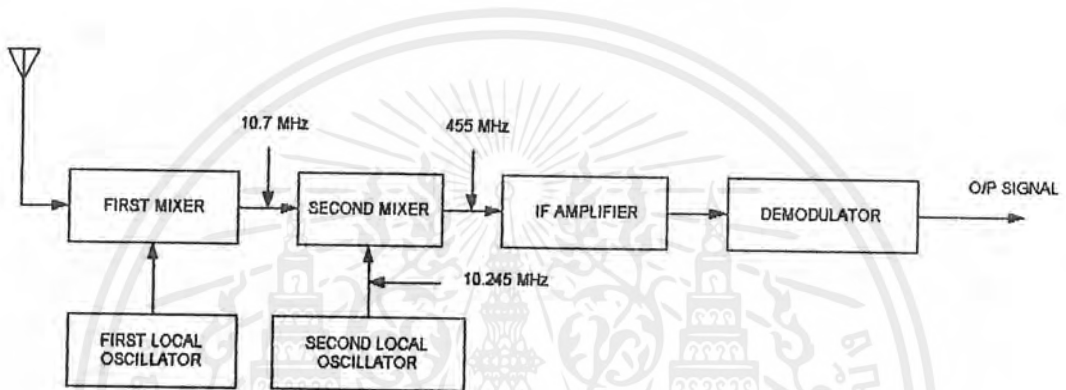 10.7 MHz
455 MHz
O/P SIGNAL
FIRST MIXER
SECOND MIXER
IF AMPLIFIER
DEMODULATOR
10.245 MHz
FIRST LOCAL
OSCILLATOR
SECOND LOCAL
OSCILLATOR